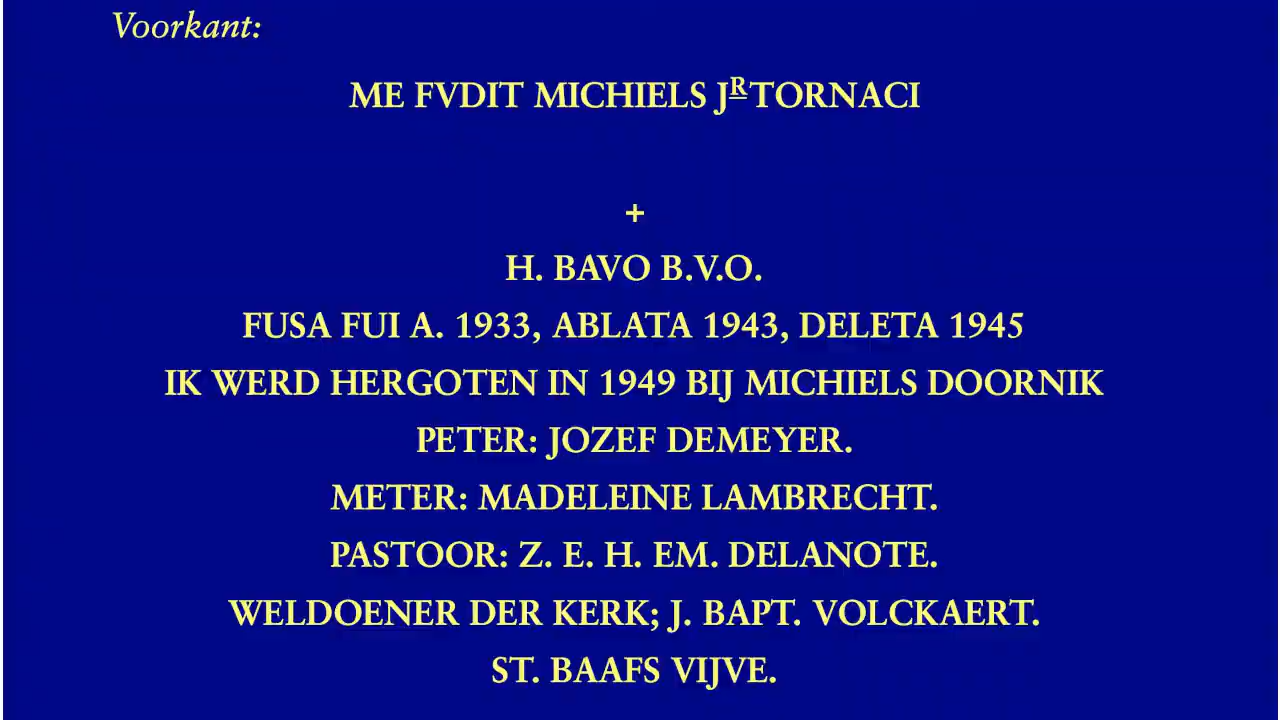 Voorkant:
ME FVDIT MICHIELS JR TORNACI
+
H. BAVO B.V.O.
FUSA FUI A. 1933, ABLATA 1943, DELETA 1945
IK WERD HERGOTEN IN 1949 BIJ MICHIELS DOORNIK
PETER: JOZEF DEMEYER.
METER: MADELEINE LAMBRECHT.
PASTOOR: Z. E. H. EM. DELANOTE.
WELDOENER DER KERK; J. BAPT. VOLCKAERT.
ST. BAAFS VIJVE.